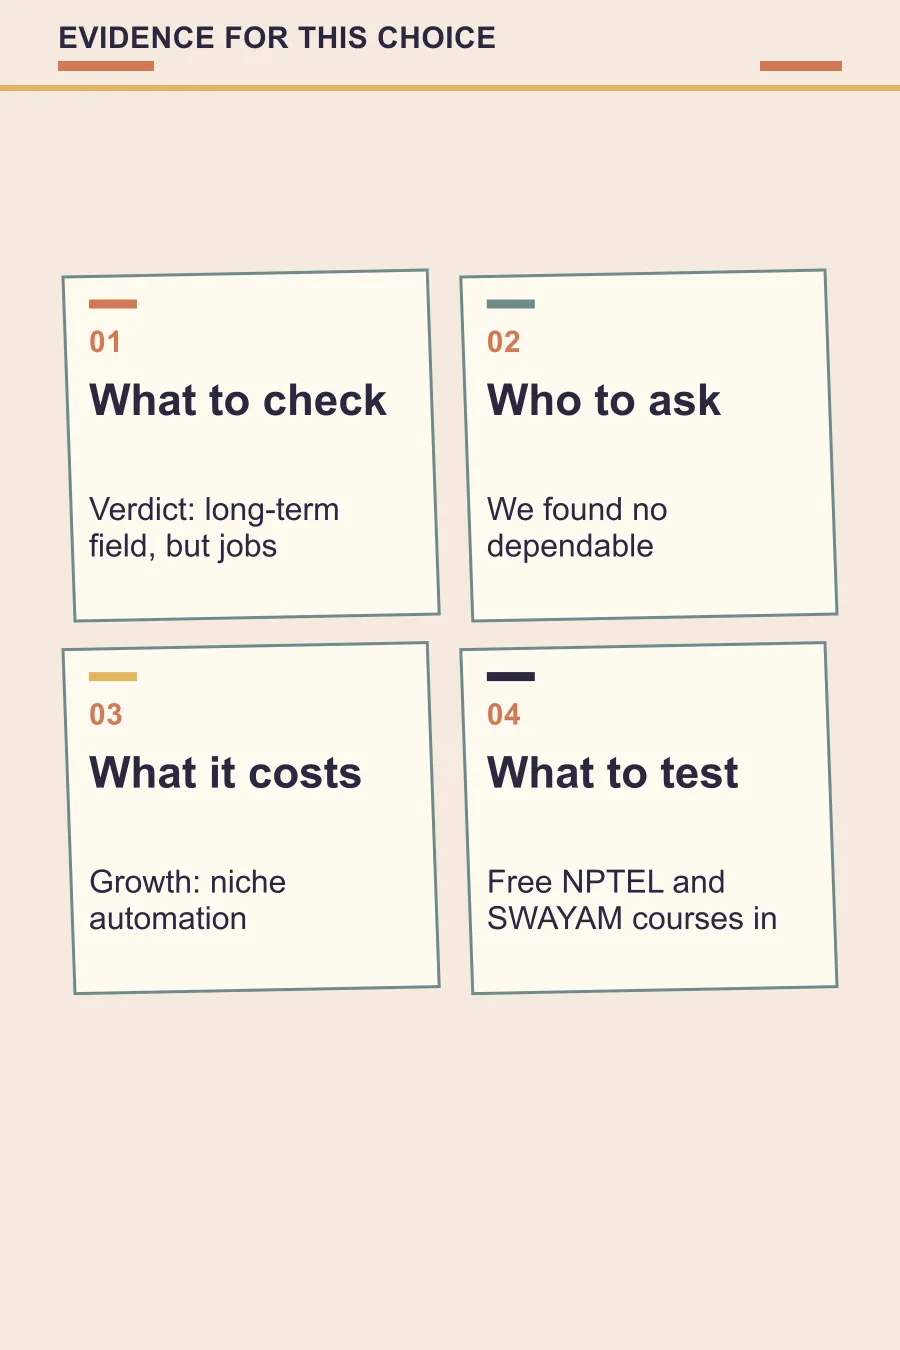 EVIDENCE FOR THIS CHOICE
01
What to check
Verdict: long-term
field, but jobs
02
Who to ask
We found no
dependable
03
What it costs
Growth: niche
automation
04
What to test
Free NPTEL and
SWAYAM courses in